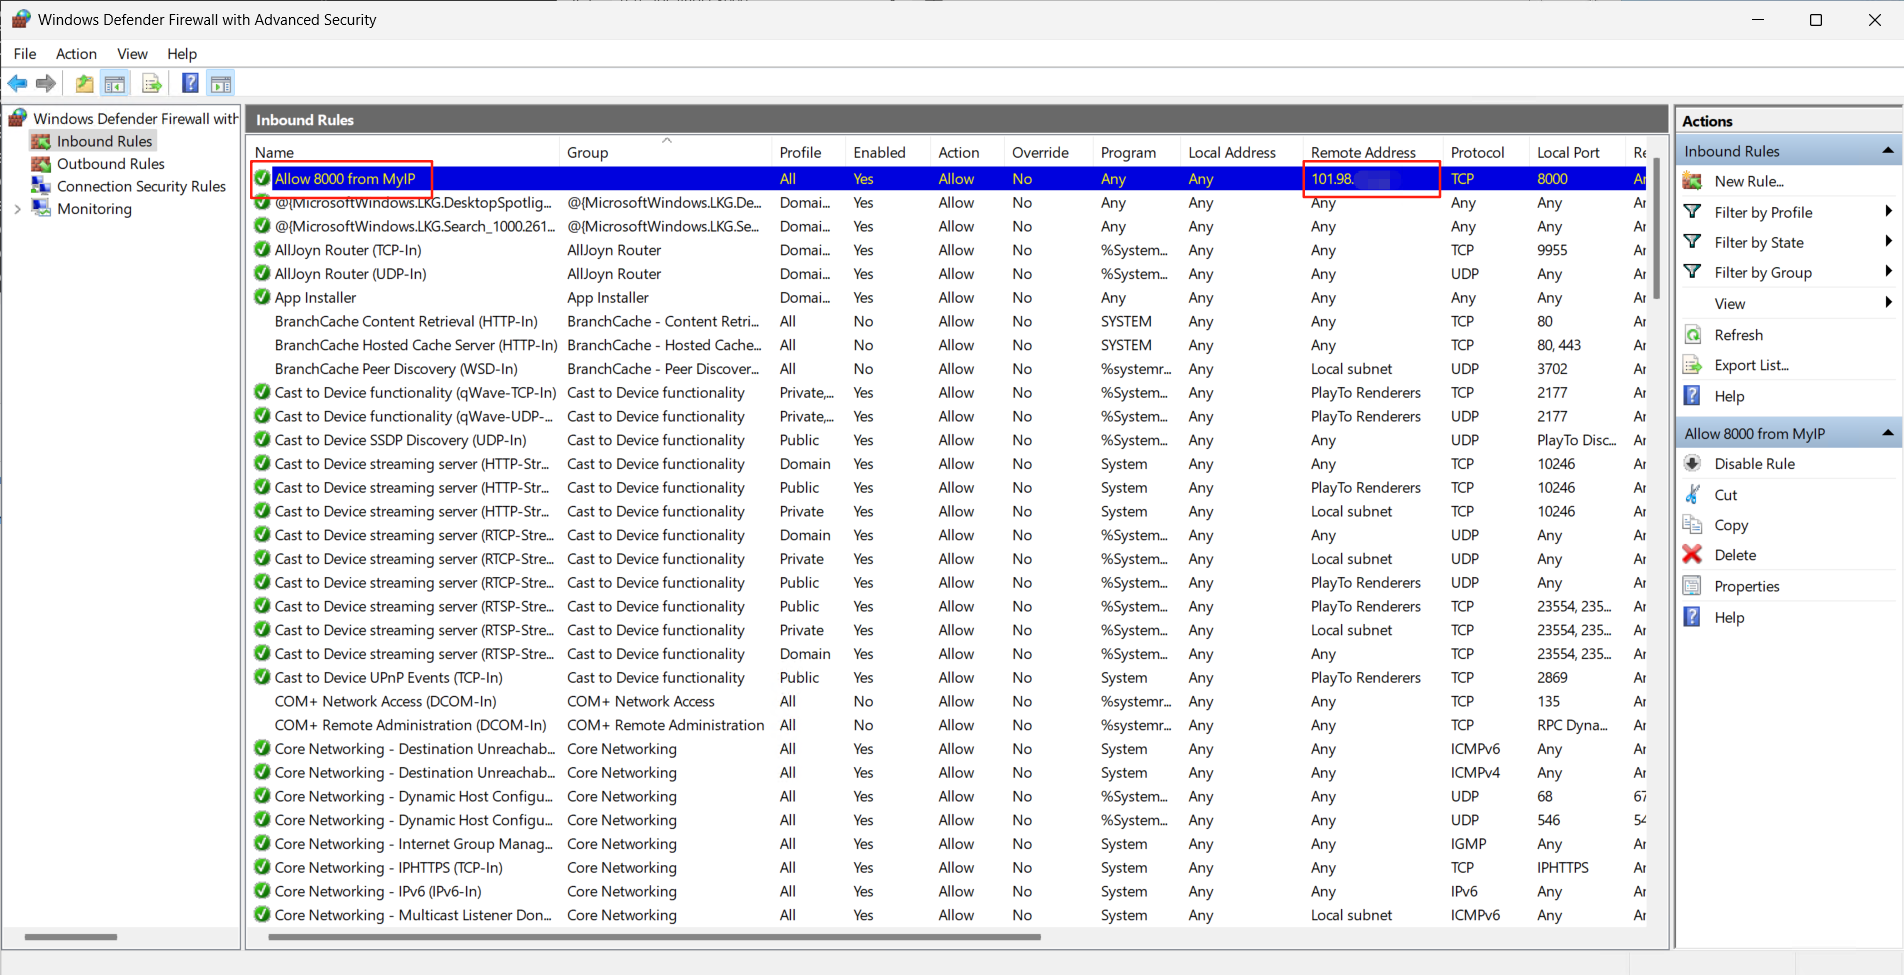 Windows Defender Firewall with Advanced Security
File Action View Help
Windows Defender Firewall with
Inbound Rules
Outbound Rules
Connection Security Rules
Monitoring
Inbound Rules
Name Group Profile Enabled Action Override Program Local Address Remote Address Protocol Local Port Re
Allow 8000 from MyIP All Yes Allow No Any Any 101.98. TCP 8000 Ar
@{MicrosoftWindows.LKG.DesktopSpotlig... @{MicrosoftWindows.LKG.De... Domai... Yes Allow No Any Any Any Any Any Ar
@{MicrosoftWindows.LKG.Search_1000.261... @{MicrosoftWindows.LKG.Se... Domai... Yes Allow No Any Any Any Any Any Ar
AllJoyn Router (TCP-In) AllJoyn Router Domai... Yes Allow No %System... Any Any TCP 9955 Ar
AllJoyn Router (UDP-In) AllJoyn Router Domai... Yes Allow No %System... Any Any UDP Any Ar
App Installer App Installer Domai... Yes Allow No Any Any Any Any Any Ar
BranchCache Content Retrieval (HTTP-In) BranchCache - Content Retri... All No Allow No SYSTEM Any Any TCP 80 Ar
BranchCache Hosted Cache Server (HTTP-In) BranchCache - Hosted Cache... All No Allow No SYSTEM Any Any TCP 80, 443 Ar
BranchCache Peer Discovery (WSD-In) BranchCache - Peer Discover... All No Allow No %systemr... Any Local subnet UDP 3702 Ar
Cast to Device functionality (qWave-TCP-In) Cast to Device functionality Private,... Yes Allow No %System... Any PlayTo Renderers TCP 2177 Ar
Cast to Device functionality (qWave-UDP-... Cast to Device functionality Private,... Yes Allow No %System... Any PlayTo Renderers UDP 2177 Ar
Cast to Device SSDP Discovery (UDP-In) Cast to Device functionality Public Yes Allow No %System... Any Any UDP PlayTo Disc... Ar
Cast to Device streaming server (HTTP-Str... Cast to Device functionality Domain Yes Allow No System Any Any TCP 10246 Ar
Cast to Device streaming server (HTTP-Str... Cast to Device functionality Public Yes Allow No System Any PlayTo Renderers TCP 10246 Ar
Cast to Device streaming server (HTTP-Str... Cast to Device functionality Private Yes Allow No System Any Local subnet TCP 10246 Ar
Cast to Device streaming server (RTCP-Stre... Cast to Device functionality Domain Yes Allow No %System... Any Any UDP Any Ar
Cast to Device streaming server (RTCP-Stre... Cast to Device functionality Private Yes Allow No %System... Any Local subnet UDP Any Ar
Cast to Device streaming server (RTCP-Stre... Cast to Device functionality Public Yes Allow No %System... Any PlayTo Renderers UDP Any Ar
Cast to Device streaming server (RTSP-Stre... Cast to Device functionality Public Yes Allow No %System... Any PlayTo Renderers TCP 23554, 235... Ar
Cast to Device streaming server (RTSP-Stre... Cast to Device functionality Private Yes Allow No %System... Any Local subnet TCP 23554, 235... Ar
Cast to Device streaming server (RTSP-Stre... Cast to Device functionality Domain Yes Allow No %System... Any Any TCP 23554, 235... Ar
Cast to Device UPnP Events (TCP-In) Cast to Device functionality Public Yes Allow No System Any PlayTo Renderers TCP 2869 Ar
COM+ Network Access (DCOM-In) COM+ Network Access All No Allow No %systemr... Any Any TCP 135 Ar
COM+ Remote Administration (DCOM-In) COM+ Remote Administration All No Allow No %systemr... Any Any TCP RPC Dyna... Ar
Core Networking - Destination Unreachab... Core Networking All Yes Allow No System Any Any ICMPv6 Any Ar
Core Networking - Destination Unreachab... Core Networking All Yes Allow No System Any Any ICMPv4 Any Ar
Core Networking - Dynamic Host Configu... Core Networking All Yes Allow No %System... Any Any UDP 68 67
Core Networking - Dynamic Host Configu... Core Networking All Yes Allow No %System... Any Any UDP 546 54
Core Networking - Internet Group Manag... Core Networking All Yes Allow No System Any Any IGMP Any Ar
Core Networking - IPHTTPS (TCP-In) Core Networking All Yes Allow No System Any Any TCP IPHTTPS Ar
Core Networking - IPv6 (IPv6-In) Core Networking All Yes Allow No System Any Any IPv6 Any Ar
Core Networking - Multicast Listener Don... Core Networking All Yes Allow No System Any Local subnet ICMPv6 Any Ar
Actions
Inbound Rules
New Rule...
Filter by Profile
Filter by State
Filter by Group
View
Refresh
Export List...
Help
Allow 8000 from MyIP
Disable Rule
Cut
Copy
Delete
Properties
Help